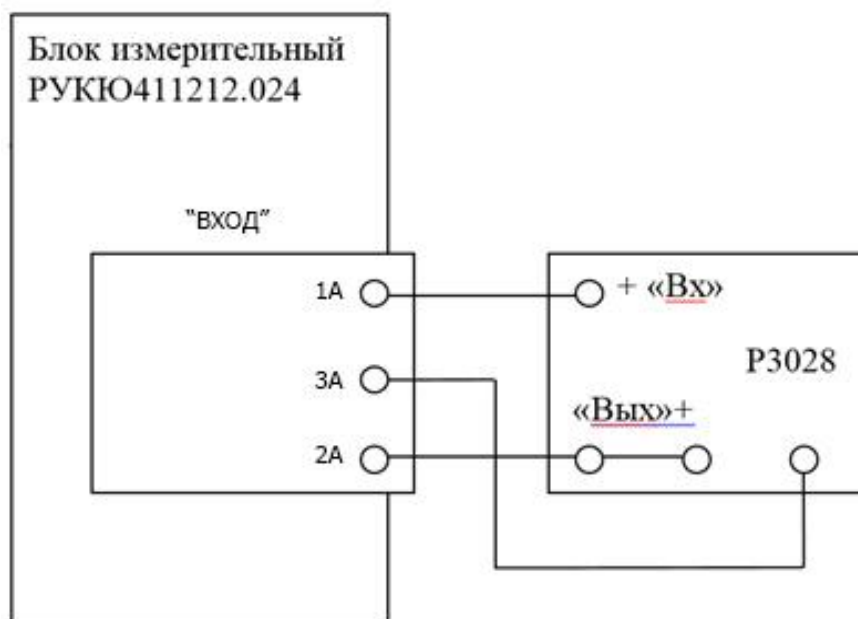 Блок измерительный
РУКЮ411212.024
"ВХОД"
1А
+ «Вх»
3А
Р3028
«Вых»+
2А